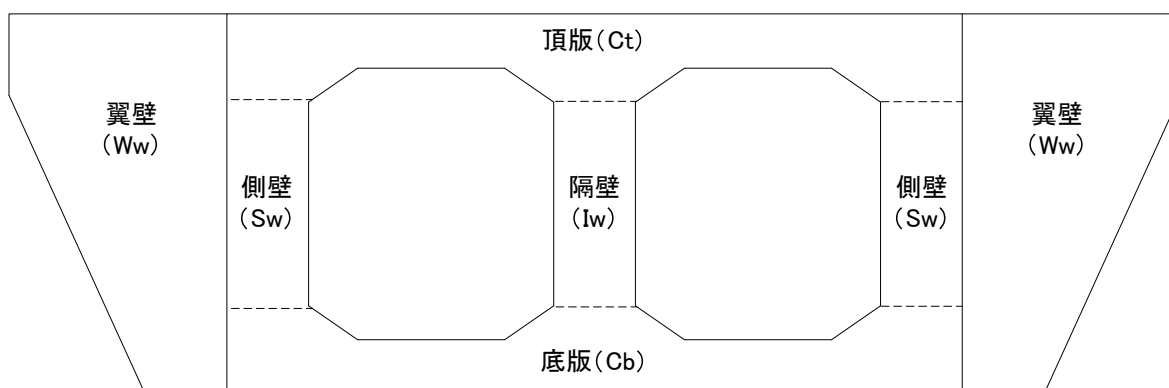 頂版（Ct）
翼壁
（Ww）
側壁
（Sw）
隔壁
（Iw）
側壁
（Sw）
翼壁
（Ww）
底版（Cb）